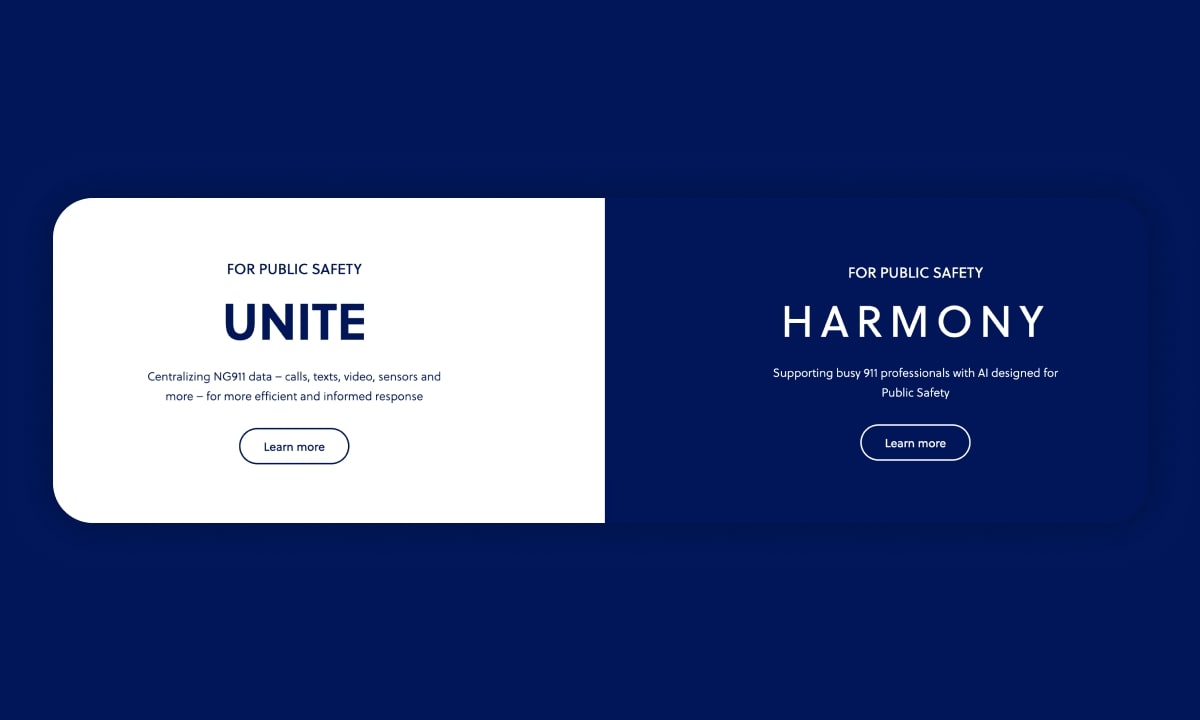 FOR PUBLIC SAFETY
UNITE
Centralizing NG911 data – calls, texts, video, sensors and
more – for more efficient and informed response
Learn more
FOR PUBLIC SAFETY
HARMONY
Supporting busy 911 professionals with AI designed for
Public Safety
Learn more